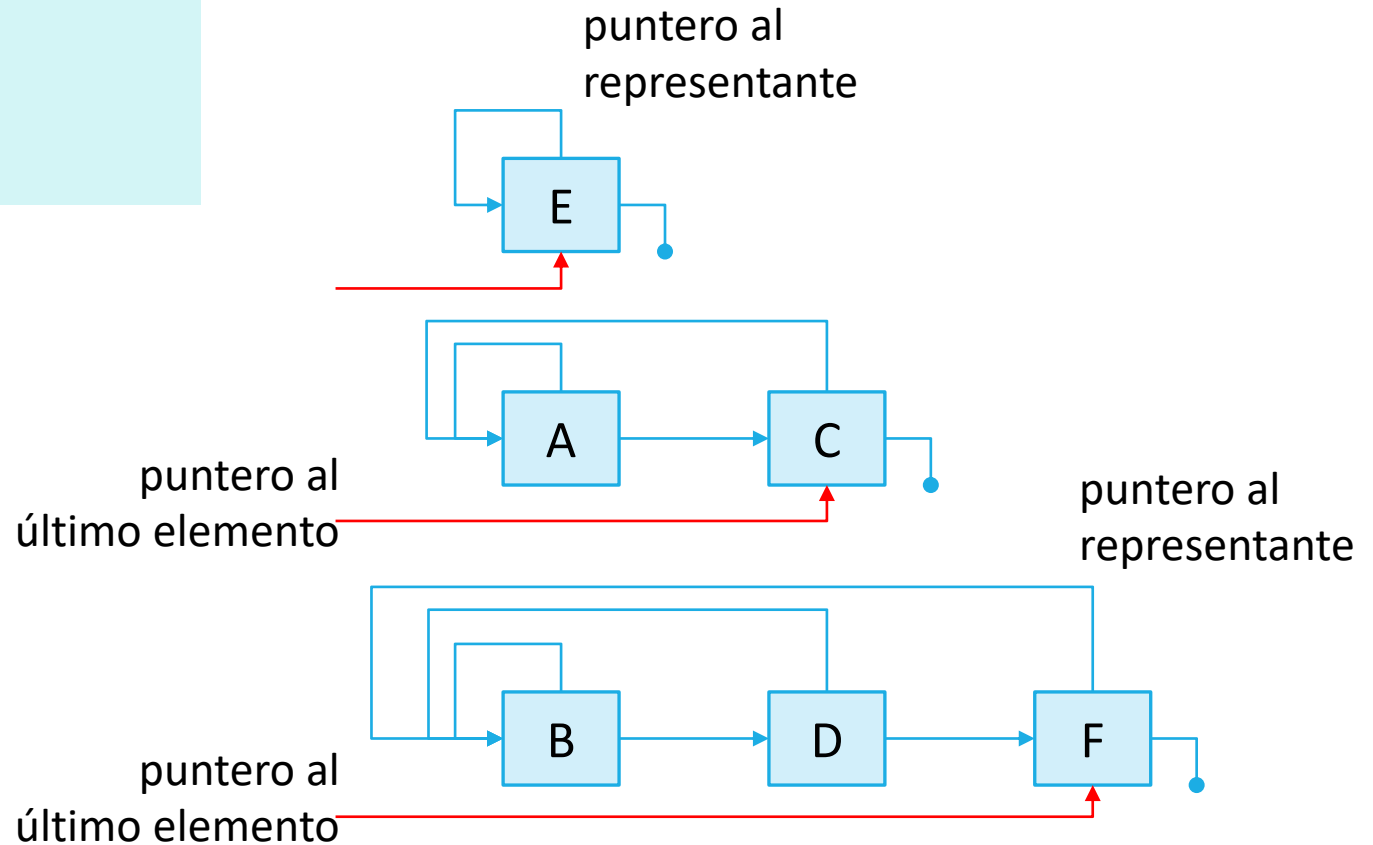 puntero al
representante
E
A
C
puntero al
último elemento
puntero al
representante
B
D
F
puntero al
último elemento